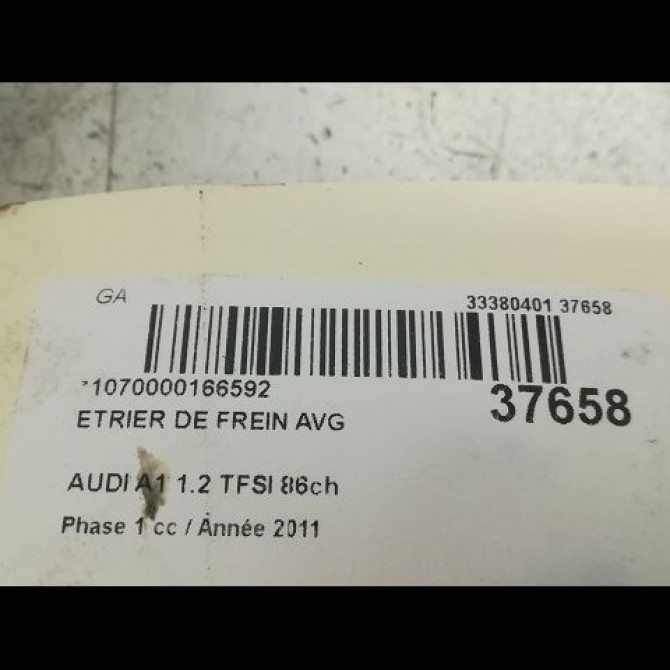 GA
33380401 37658
*1070000166592
37658
ETRIER DE FREIN AVG
AUDI A1 1.2 TFSI 86ch
Phase 1 cc / Année 2011